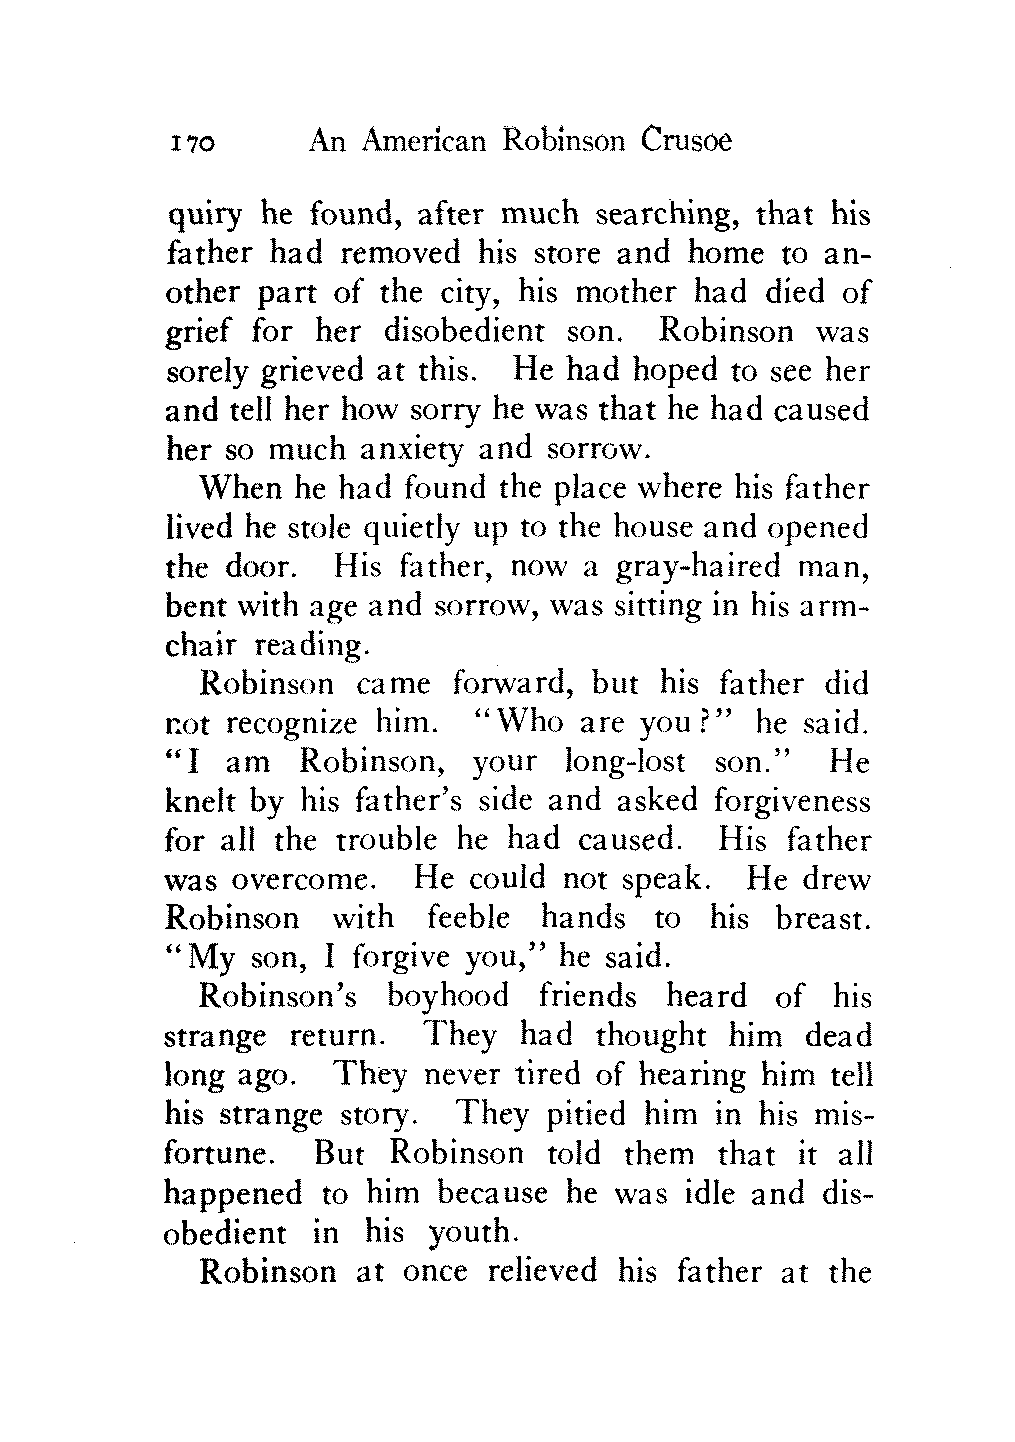 170 An American Robinson Crusoe
quiry he found, after much searching, that his
father had removed his store and home to an-
other part of the city, his mother had died of
grief for her disobedient son. Robinson was
sorely grieved at this. He had hoped to see her
and tell her how sorry he was that he had caused
her so much anxiety and sorrow.
When he had found the place where his father
lived he stole quietly up to the house and opened
the door. His father, now a gray-haired man,
bent with age and sorrow, was sitting in his arm-
chair reading.
Robinson came forward, but his father did
not recognize him. "Who are you?" he said.
"I am Robinson, your long-lost son." He
knelt by his father's side and asked forgiveness
for all the trouble he had caused. His father
was overcome. He could not speak. He drew
Robinson with feeble hands to his breast.
"My son, I forgive you," he said.
Robinson's boyhood friends heard of his
strange return. They had thought him dead
long ago. They never tired of hearing him tell
his strange story. They pitied him in his mis-
fortune. But Robinson told them that it all
happened to him because he was idle and dis-
obedient in his youth.
Robinson at once relieved his father at the